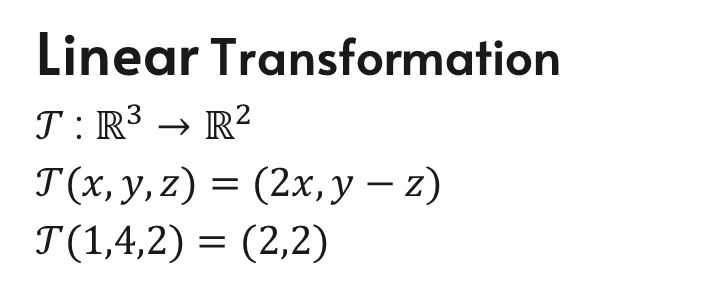 Linear Transformation
𝒯 : ℝ³ → ℝ²
𝒯(x, y, z) = (2x, y − z)
𝒯(1,4,2) = (2,2)